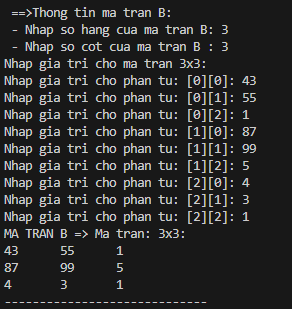 ==>Thong tin ma tran B:
- Nhap so hang cua ma tran B : 3
- Nhap so cot cua ma tran B : 3
Nhap gia tri cho ma tran 3x3:
Nhap gia tri cho phan tu: [0][0]: 43
Nhap gia tri cho phan tu: [0][1]: 55
Nhap gia tri cho phan tu: [0][2]: 1
Nhap gia tri cho phan tu: [1][0]: 87
Nhap gia tri cho phan tu: [1][1]: 99
Nhap gia tri cho phan tu: [1][2]: 5
Nhap gia tri cho phan tu: [2][0]: 4
Nhap gia tri cho phan tu: [2][1]: 3
Nhap gia tri cho phan tu: [2][2]: 1
MA TRAN B => Ma tran: 3x3:
43 55 1
87 99 5
4 3 1
-----------------------------